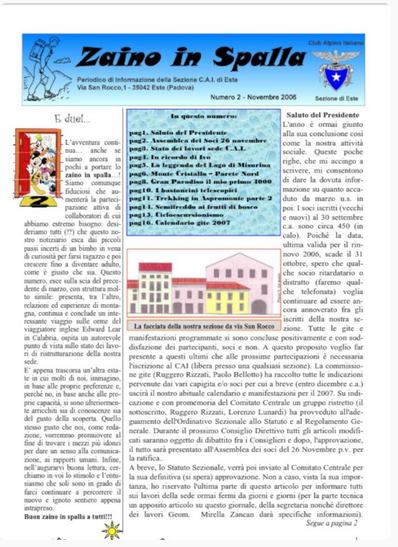 Zaino in Spalla
Club Alpino Italiano
Periodico di Informazione della Sezione C.A.I. di Este
Via San Rocco,1 - 35042 Este (Padova)
Numero 2 - Novembre 2006
Sezione di Este
E due!...
2
L'avventura continua...
anche se
siamo ancora in
pochi a portare lo
zaino in spalla...!
Siamo comunque
fiduciosi che aumenterà
la partecipazione
attiva di
collaboratori di cui
abbiamo estremo bisogno: desideriamo
tutti (??) che questo nostro
notiziario esca dai piccoli
passi incerti di un bimbo in vena
di curiosità per farsi ragazzo e poi
crescere fino a diventare adulto,
come è giusto che sia. Questo
numero, esce sulla scia del precedente
di marzo, con struttura molto
simile: presenta, tra l'altro,
relazioni ed esperienze di montagna,
continua e conclude un interessante
viaggio sulle orme del
viaggiatore inglese Edward Lear
in Calabria, ospita un autorevole
punto di vista sullo stato dei lavori
di ristrutturazione della nostra
sede.
E' appena trascorsa un'altra estate
in cui molti di noi, immagino,
in base alle proprie preferenze e,
perché no, in base anche alle proprie
capacità, si sono ulteriormente
arricchiti sia di conoscenze sia
del gusto della scoperta. Quello
stesso gusto che noi, come redazione,
vorremmo promuovere al
fine di trovare i mezzi più idonei
per dare un senso alla comunicazione,
ai rapporti umani. Infine,
nell'augurarvi buona lettura, cerchiamo
in voi lo stimolo e l'entusiasmo
che soli sono in grado di
farci continuare a percorrere il
nuovo e ignoto sentiero appena
intrapreso.
Buon zaino in spalla a tutti!!!
In questo numero:
pag1. Saluto del Presidente
pag2. Assemblea dei Soci 26 novembre
pag3. Stato dei lavori sede C.A.I.
pag4. In ricordo di Ivo
pag5. La leggenda del Lago di Misurina
pag6. Monte Cristallo – Parete Nord
pag8. Gran Paradiso il mio primo 4000
pag10. I bastoncini telescopici
pag11. Trekking in Aspromonte parte 2
pag14. Semifreddo ai frutti di bosco
pag15. Cicloescursionismo
pag16. Calendario gite 2007
La facciata della nostra sezione da via San Rocco
Saluto del Presidente
L'anno è ormai giunto
alla sua conclusione così
come la nostra attività
sociale. Queste poche
righe, che mi accingo a
scrivere, mi consentono
di dare la dovuta informazione
su quanto accaduto
da marzo u.s. in
poi. I soci iscritti (vecchi
e nuovi) al 30 settembre
c.a. sono circa 450 (in
calo). Poiché la data,
ultima valida per il rinnovo
2006, scade il 31
ottobre, spero che qualche
socio ritardatario o
distratto (faremo qualche
telefonata) voglia
continuare ad essere ancora
annoverato fra gli
iscritti della nostra sezione.
Tutte le gite e
manifestazioni programmate si sono concluse positivamente e con soddisfazione
dei partecipanti, soci e non. A questo proposito voglio far
presente a questi ultimi che alle prossime partecipazioni è necessaria
l'iscrizione al CAI (libera presso una qualsiasi sezione). La commissione
gite (Ruggero Rizzati, Paolo Belletto) ha raccolto tutte le indicazioni
pervenute dai vari capigita e/o soci per cui a breve (entro dicembre c.a.)
uscirà il nostro abituale calendario e manifestazioni per il 2007. Su indicazione
e con promemoria del Comitato Centrale un gruppo ristretto (il
sottoscritto, Ruggero Rizzati, Lorenzo Lunardi) ha provveduto all'adeguamento
dell'Ordinativo Sezionale allo Statuto e al Regolamento Generale.
Durante il prossimo Consiglio Direttivo tutti gli articoli modificati
saranno oggetto di dibattito fra i Consiglieri e dopo, l'approvazione,
il tutto sarà presentato all'Assemblea dei soci del 26 Novembre p.v. per
la ratifica..
A breve, lo Statuto Sezionale, verrà poi inviato al Comitato Centrale per
la sua definitiva (si spera) approvazione. A non a caso, vista la sua importanza,
ho riservato l'ultima parte di questo articolo per informare tutti
sui lavori della sede ormai fermi da giorni e giorni (per la parte tecnica
un apposito articolo su questo giornale, della segretaria nonché direttore
dei lavori Geom. Mirella Zancan darà specifiche informazioni).
Segue a pagina 2